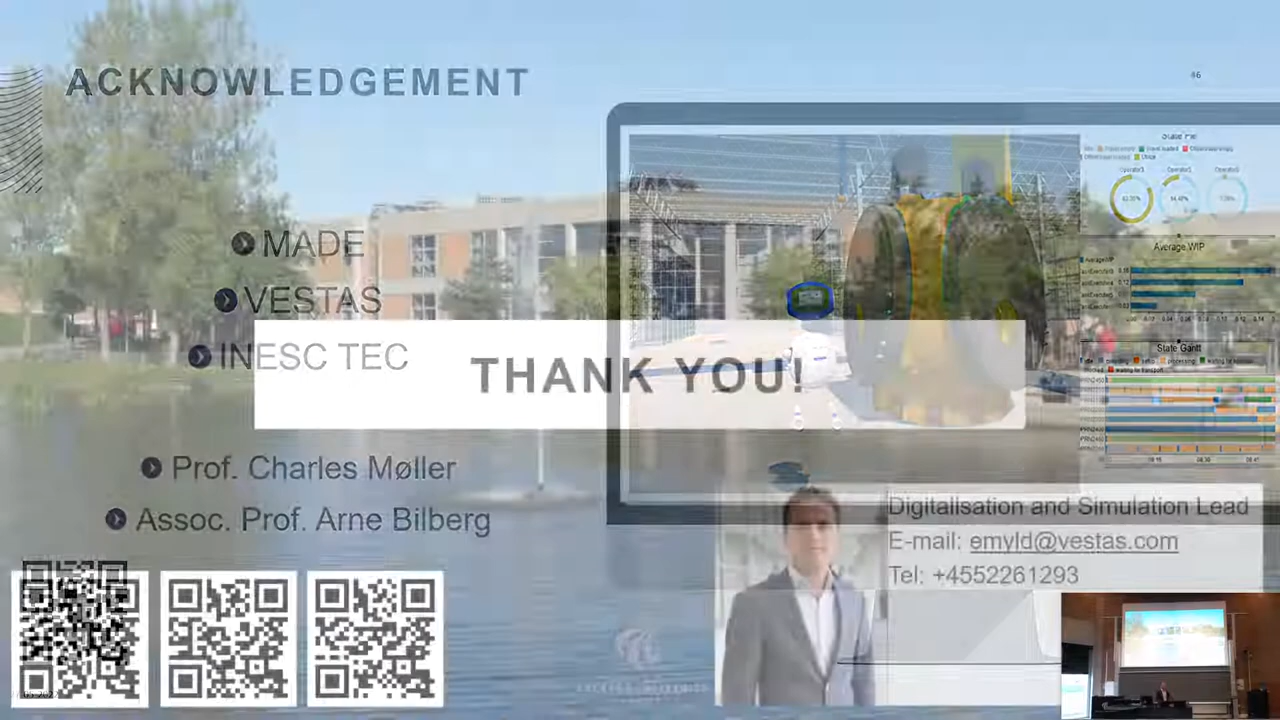 ACKNOWLEDGEMENT
46
MADE
VESTAS
INESC TEC
THANK YOU!
Prof. Charles Møller
Assoc. Prof. Arne Bilberg
Average WIP
State Gantt
Digitalisation and Simulation Lead
E-mail: emyld@vestas.com
Tel: +4552261293